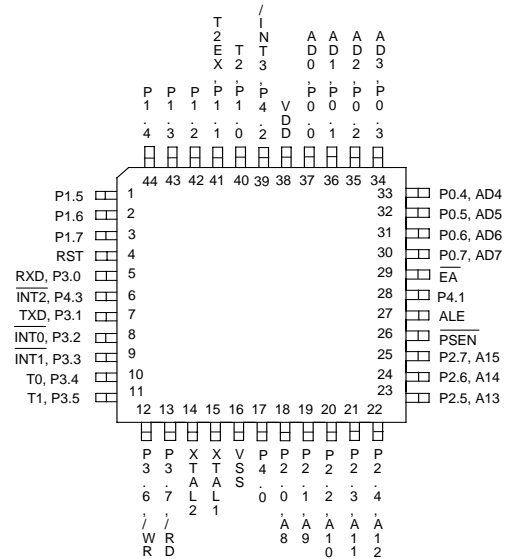 P1.4
P1.3
P1.2
T2EX,P1.1
T2,P1.0
/INT3,P4.2
VDD
AD0,P0.0
AD1,P0.1
AD2,P0.2
AD3,P0.3
44 43 42 41 40 39 38 37 36 35 34
P1.5 1
P1.6 2
P1.7 3
RST 4
RXD, P3.0 5
INT2, P4.3 6
TXD, P3.1 7
INT0, P3.2 8
INT1, P3.3 9
T0, P3.4 10
T1, P3.5 11
33 P0.4, AD4
32 P0.5, AD5
31 P0.6, AD6
30 P0.7, AD7
29 EA
28 P4.1
27 ALE
26 PSEN
25 P2.7, A15
24 P2.6, A14
23 P2.5, A13
12 13 14 15 16 17 18 19 20 21 22
P3.6,/WR
P3.7,/RD
XTAL2
XTAL1
VSS
P4.0
P2.0,A8
P2.1,A9
P2.2,A10
P2.3,A11
P2.4,A12